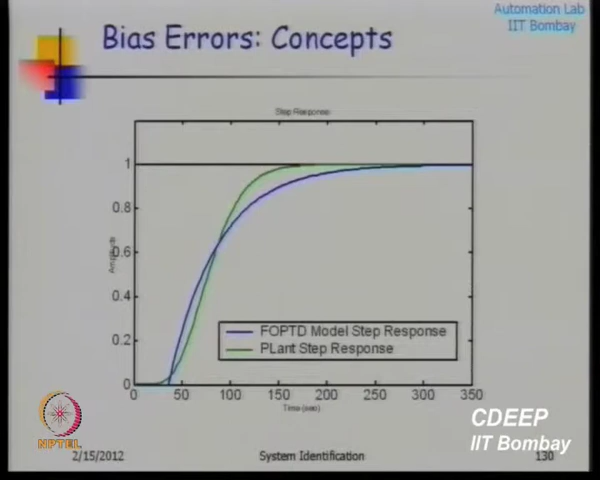 Automation Lab
IIT Bombay
Bias Errors: Concepts
Step Response
1
0.8
0.6
0.4
0.2
0
Amplitude
FOPTD Model Step Response
PLant Step Response
0 50 100 150 200 250 300 350
Time (sec)
NPTEL
CDEEP
IIT Bombay
2/15/2012 System Identification 130